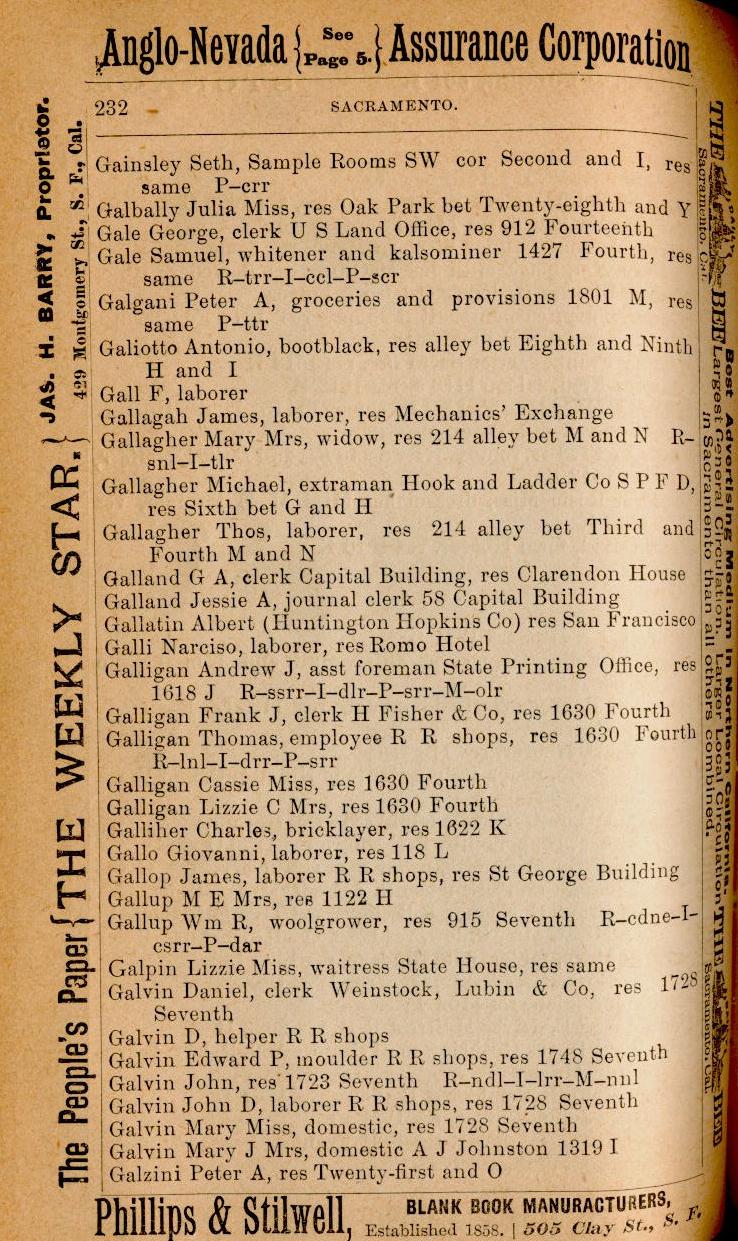 Anglo-Nevada { See Page 5. } Assurance Corporation
232 SACRAMENTO.
Gainsley Seth, Sample Rooms SW cor Second and I, res
same P–crr
Galbally Julia Miss, res Oak Park bet Twenty-eighth and Y
Gale George, clerk U S Land Office, res 912 Fourteenth
Gale Samuel, whitener and kalsominer 1427 Fourth, res
same R–trr–I–ccl–P–scr
Galgani Peter A, groceries and provisions 1801 M, res
same P–ttr
Galiotto Antonio, bootblack, res alley bet Eighth and Ninth
H and I
Gall F, laborer
Gallagah James, laborer, res Mechanics' Exchange
Gallagher Mary Mrs, widow, res 214 alley bet M and N R–
snl–I–tlr
Gallagher Michael, extraman Hook and Ladder Co S P F D,
res Sixth bet G and H
Gallagher Thos, laborer, res 214 alley bet Third and
Fourth M and N
Galland G A, clerk Capital Building, res Clarendon House
Galland Jessie A, journal clerk 58 Capital Building
Gallatin Albert (Huntington Hopkins Co) res San Francisco
Galli Narciso, laborer, res Romo Hotel
Galligan Andrew J, asst foreman State Printing Office, res
1618 J R–ssrr–I–dlr–P–srr–M–olr
Galligan Frank J, clerk H Fisher & Co, res 1630 Fourth
Galligan Thomas, employee R R shops, res 1630 Fourth
R–lnl–I–drr–P–srr
Galligan Cassie Miss, res 1630 Fourth
Galligan Lizzie C Mrs, res 1630 Fourth
Galliher Charles, bricklayer, res 1622 K
Gallo Giovanni, laborer, res 118 L
Gallop James, laborer R R shops, res St George Building
Gallup M E Mrs, res 1122 H
Gallup Wm R, woolgrower, res 915 Seventh R–cdne–I–
csrr–P–dar
Galpin Lizzie Miss, waitress State House, res same
Galvin Daniel, clerk Weinstock, Lubin & Co, res 1728
Seventh
Galvin D, helper R R shops
Galvin Edward P, moulder R R shops, res 1748 Seventh
Galvin John, res 1723 Seventh R–ndl–I–lrr–M–nnl
Galvin John D, laborer R R shops, res 1728 Seventh
Galvin Mary Miss, domestic, res 1728 Seventh
Galvin Mary J Mrs, domestic A J Johnston 1319 I
Galzini Peter A, res Twenty-first and O
Phillips & Stilwell, BLANK BOOK MANURACTURERS,
Established 1858. | 505 Clay St., S. F.
The People's Paper { THE WEEKLY STAR. } JAS. H. BARRY, Proprietor.
429 Montgomery St., S. F., Cal.
THE BEE Best Advertising Medium in Northern California. THE BEE
Sacramento, Cal. Largest General Circulation. Larger Local Circulation Sacramento, Cal.
in Sacramento than all others combined.